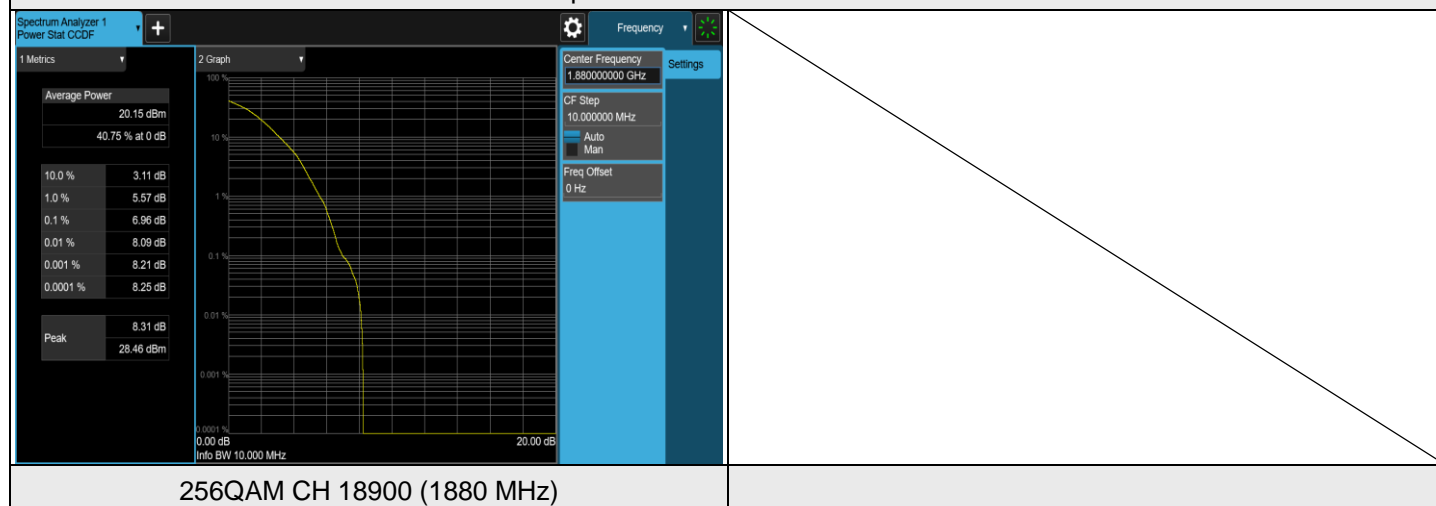 Spectrum Analyzer 1
Power Stat CCDF
+
Frequency
1 Metrics
2 Graph
Center Frequency
1.880000000 GHz
Settings
CF Step
10.000000 MHz
Auto
Man
Freq Offset
0 Hz
Average Power
20.15 dBm
40.75 % at 0 dB
10.0 % 3.11 dB
1.0 % 5.57 dB
0.1 % 6.96 dB
0.01 % 8.09 dB
0.001 % 8.21 dB
0.0001 % 8.25 dB
Peak 8.31 dB
28.46 dBm
100 %
10 %
1 %
0.1 %
0.01 %
0.001 %
0.0001 %
0.00 dB 20.00 dB
Info BW 10.000 MHz
256QAM CH 18900 (1880 MHz)